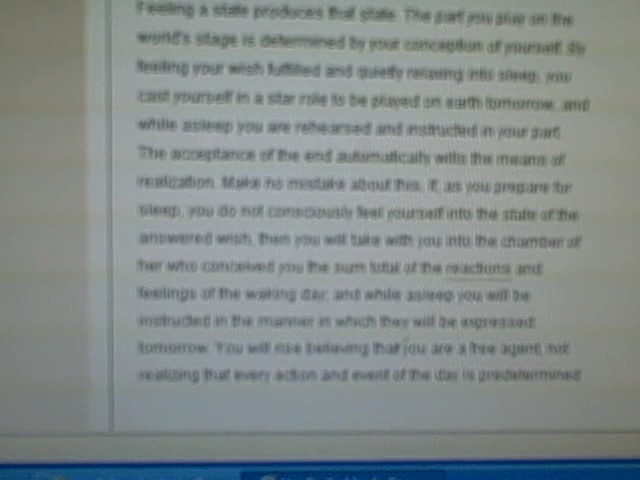 Feeling a state produces that state. The part you play on the
world's stage is determined by your conception of yourself. By
feeling your wish fulfilled and quietly relaxing into sleep, you
cast yourself in a star role to be played on earth tomorrow, and
while asleep you are rehearsed and instructed in your part.
The acceptance of the end automatically wills the means of
realization. Make no mistake about this. If, as you prepare for
sleep, you do not consciously feel yourself into the state of the
answered wish, then you will take with you into the chamber of
her who conceived you the sum total of the reactions and
feelings of the waking day; and while asleep you will be
instructed in the manner in which they will be expressed
tomorrow. You will rise believing that you are a free agent, not
realizing that every action and event of the day is predetermined